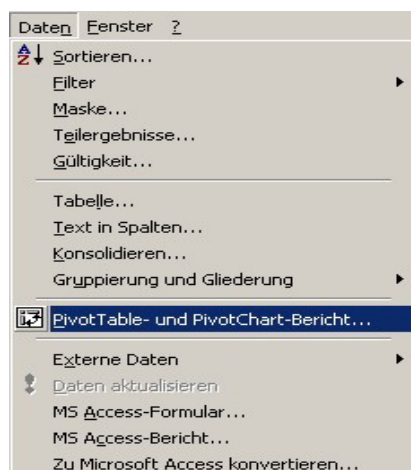 Daten Fenster ?
Sortieren...
Filter
Maske...
Teilergebnisse...
Gültigkeit...
Tabelle...
Text in Spalten...
Konsolidieren...
Gruppierung und Gliederung
PivotTable- und PivotChart-Bericht...
Externe Daten
Daten aktualisieren
MS Access-Formular...
MS Access-Bericht...
Zu Microsoft Access konvertieren...